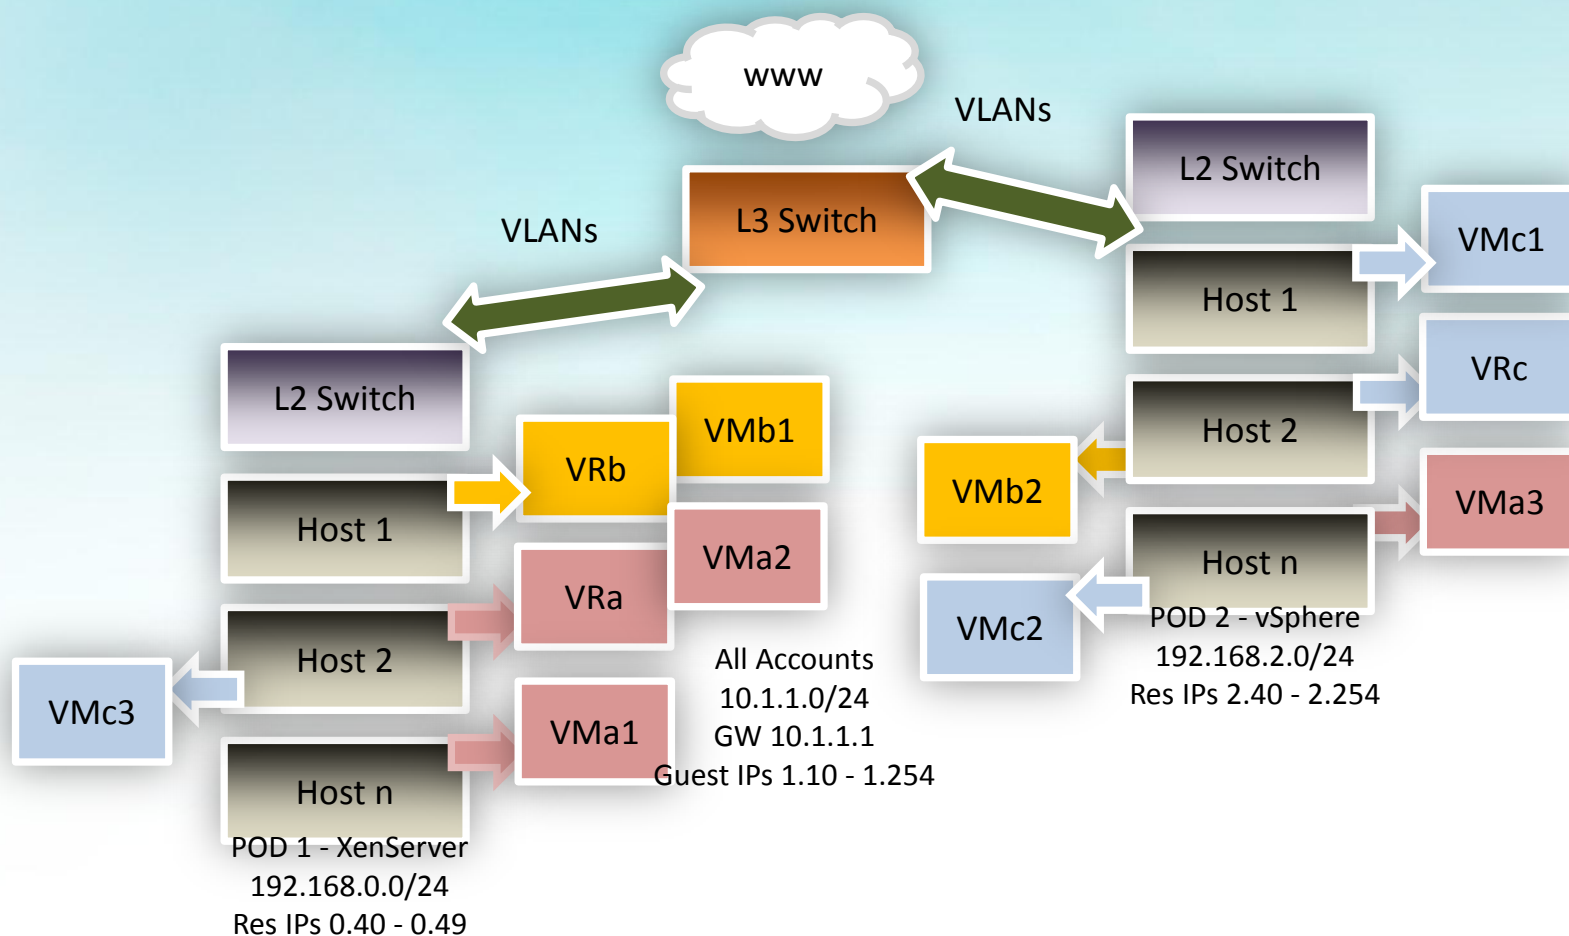 www
VLANs
L2 Switch
L3 Switch
VLANs
VMc1
Host 1
VRc
L2 Switch
VMb1
Host 2
VRb
VMb2
VMa3
Host 1
VMa2
Host n
VRa
VMc2
POD 2 - vSphere
192.168.2.0/24
Res IPs 2.40 - 2.254
Host 2
All Accounts
10.1.1.0/24
GW 10.1.1.1
Guest IPs 1.10 - 1.254
VMc3
VMa1
Host n
POD 1 - XenServer
192.168.0.0/24
Res IPs 0.40 - 0.49